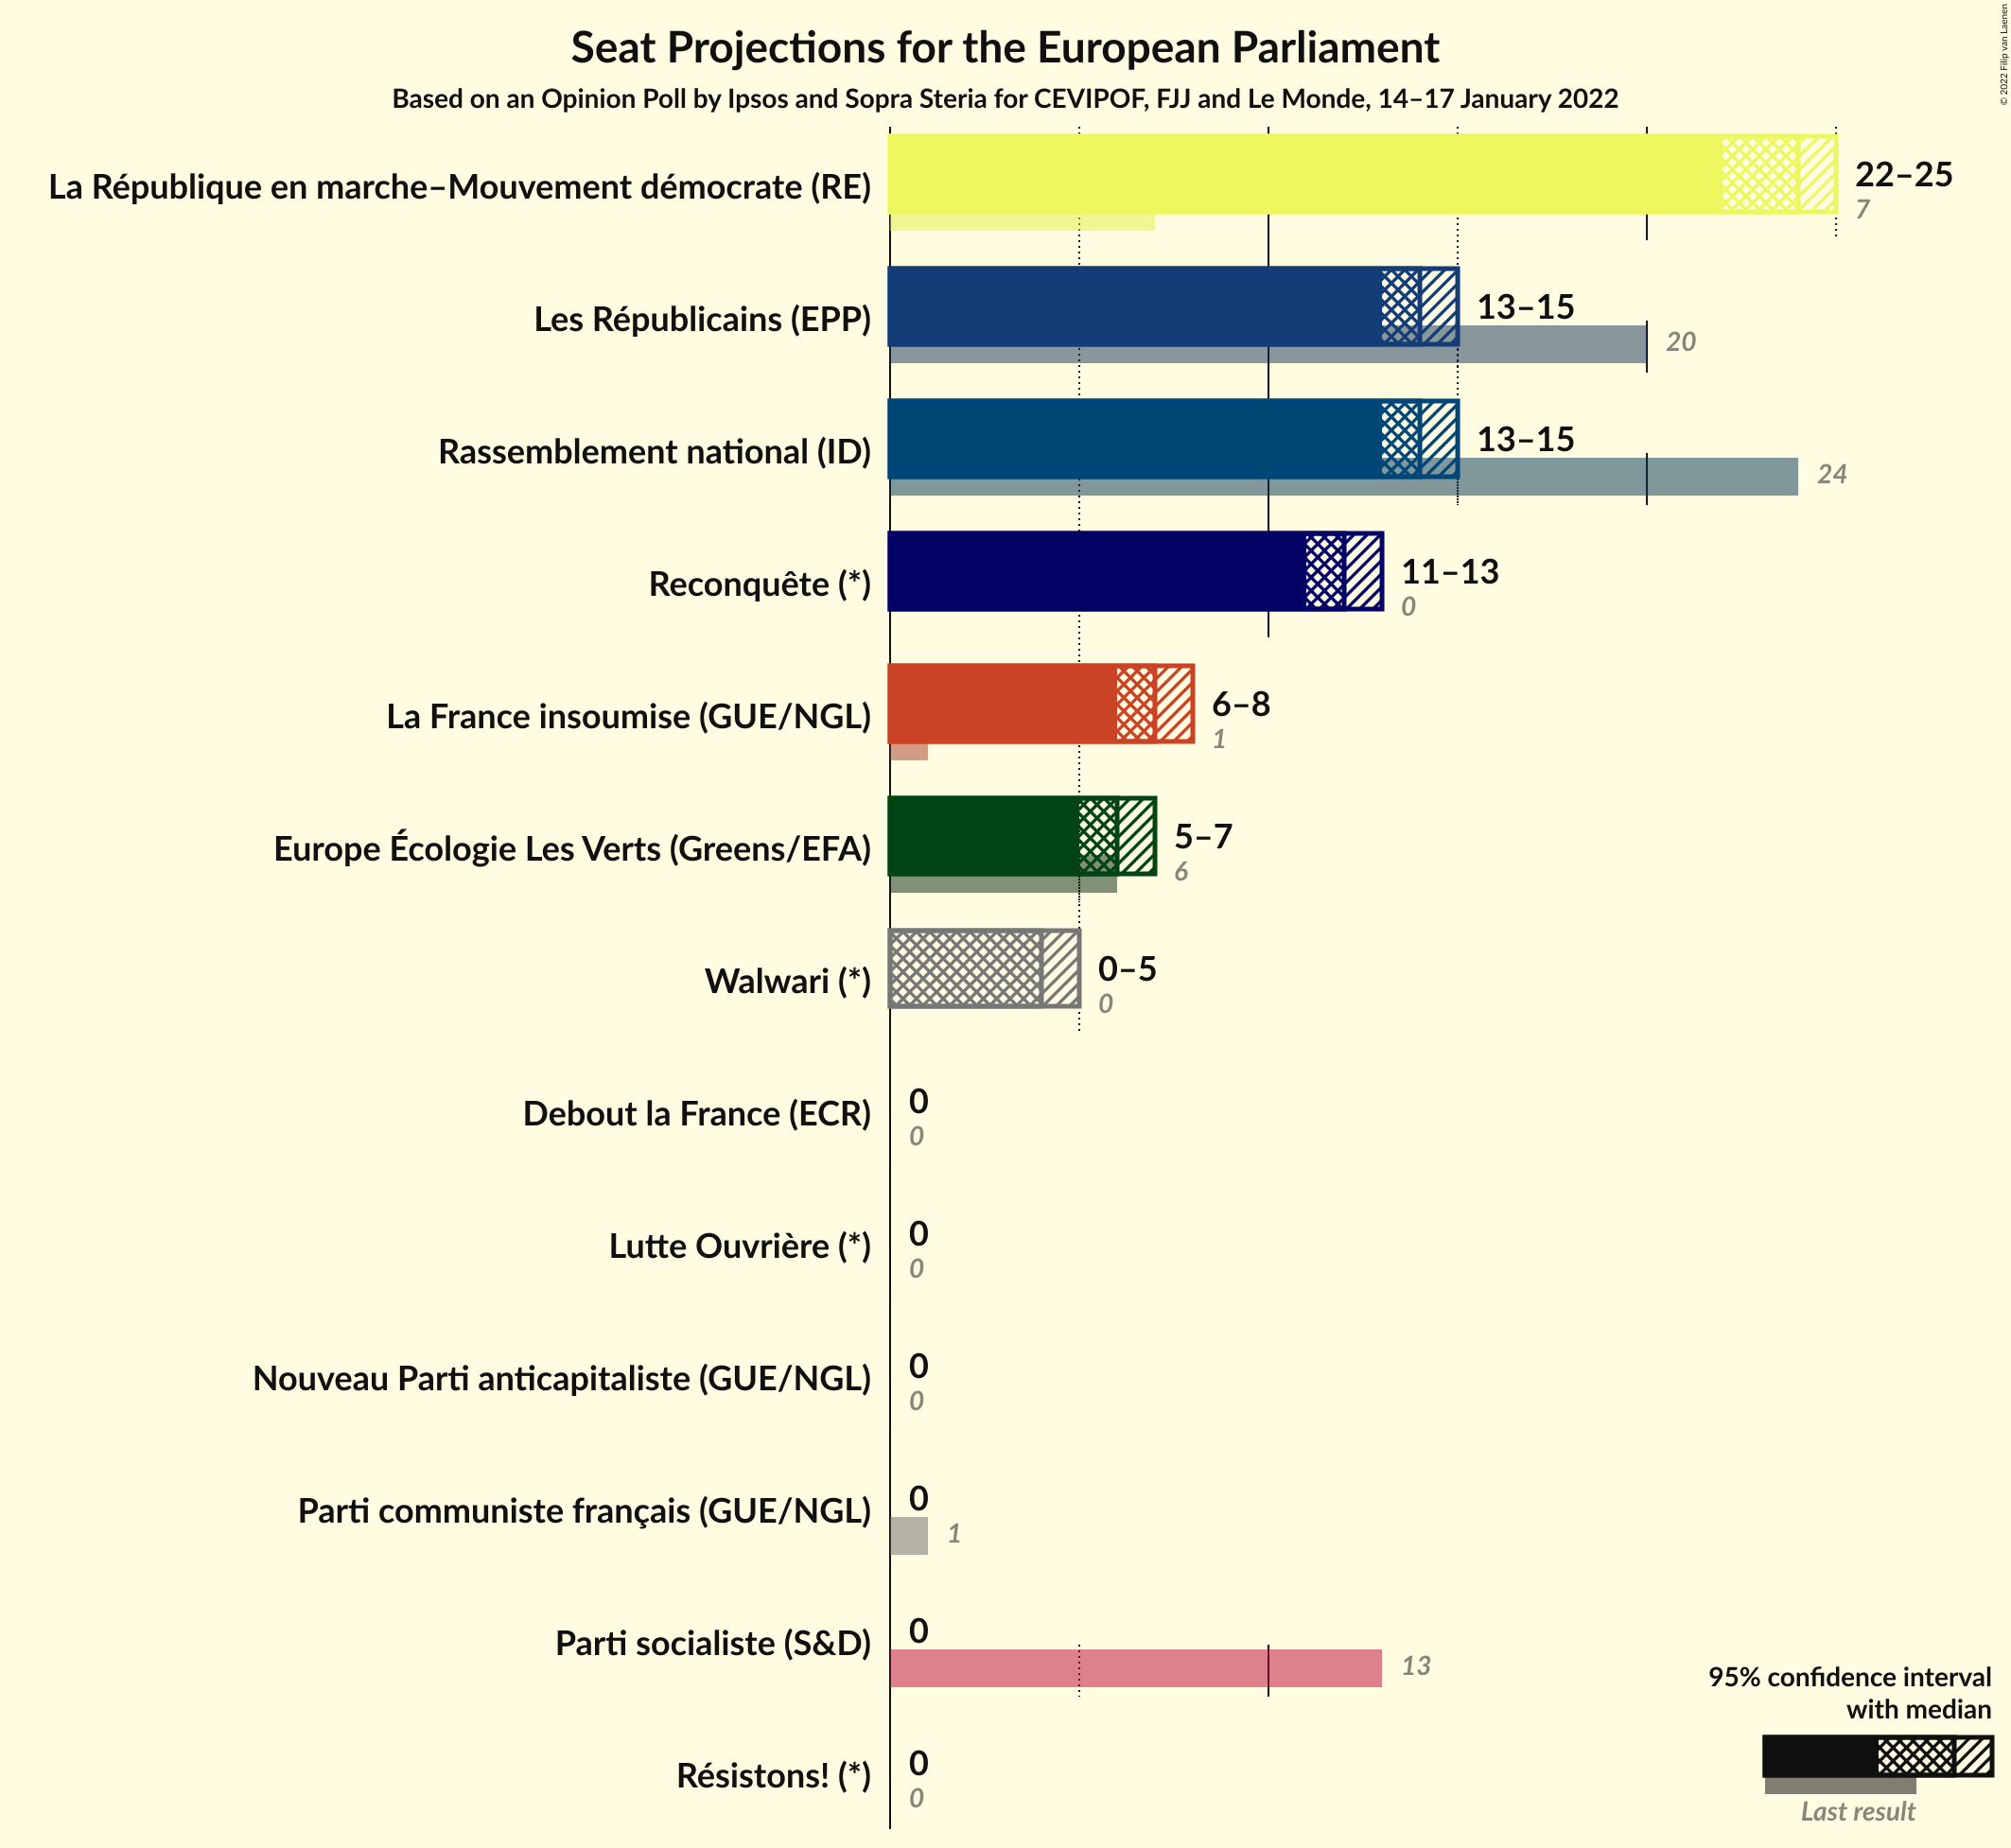 Seat Projections for the European Parliament
Based on an Opinion Poll by Ipsos and Sopra Steria for CEVIPOF, FJJ and Le Monde, 14–17 January 2022
© 2022 Filip van Laenen
La République en marche–Mouvement démocrate (RE)
22–25
7
Les Républicains (EPP)
13–15
20
Rassemblement national (ID)
13–15
24
Reconquête (*)
11–13
0
La France insoumise (GUE/NGL)
6–8
1
Europe Écologie Les Verts (Greens/EFA)
5–7
6
Walwari (*)
0–5
0
Debout la France (ECR)
0
0
Lutte Ouvrière (*)
0
0
Nouveau Parti anticapitaliste (GUE/NGL)
0
0
Parti communiste français (GUE/NGL)
0
1
Parti socialiste (S&D)
0
13
Résistons! (*)
0
0
95% confidence interval
with median
Last result